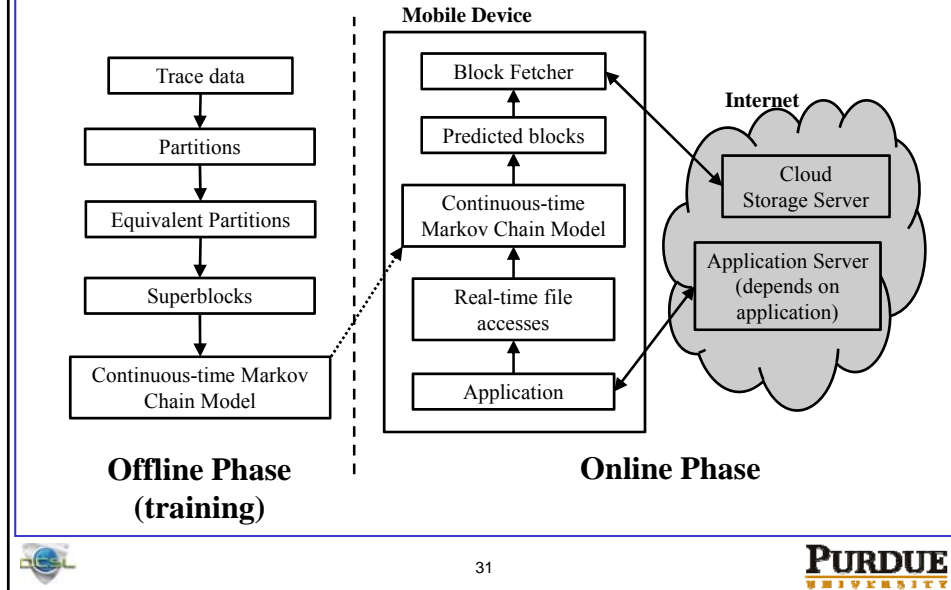 Mobile Device
Trace data
Partitions
Equivalent Partitions
Superblocks
Continuous-time Markov
Chain Model
Offline Phase
(training)
Block Fetcher
Predicted blocks
Continuous-time
Markov Chain Model
Real-time file
accesses
Application
Internet
Cloud
Storage Server
Application Server
(depends on
application)
Online Phase
DCSL
31
PURDUE
UNIVERSITY